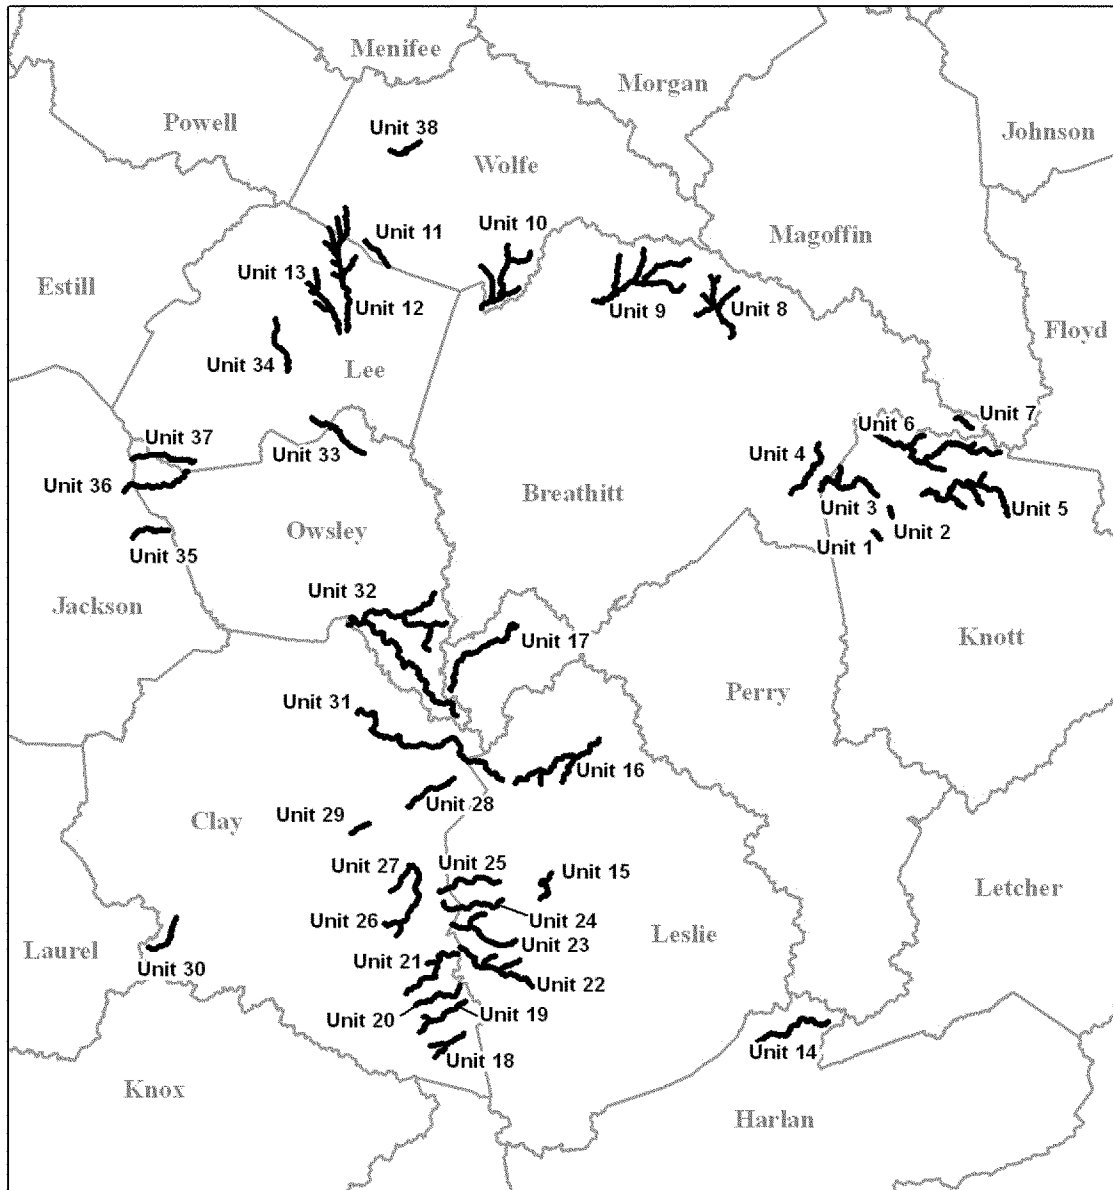 Menifee
Morgan
Powell
Unit 38
Johnson
Wolfe
Unit 10
Unit 11
Magoffin
Unit 13
Estill
Unit 12
Unit 9
Unit 8
Floyd
Unit 34
Lee
Unit 7
Unit 6
Unit 37
Unit 33
Unit 4
Unit 36
Breathitt
Unit 3
Unit 5
Owsley
Unit 2
Unit 1
Unit 35
Unit 32
Jackson
Unit 17
Knott
Perry
Unit 31
Unit 16
Unit 28
Unit 29
Clay
Unit 27
Unit 25
Unit 15
Letcher
Unit 26
Unit 24
Leslie
Unit 23
Laurel
Unit 21
Unit 30
Unit 22
Unit 20
Unit 19
Unit 14
Unit 18
Knox
Harlan